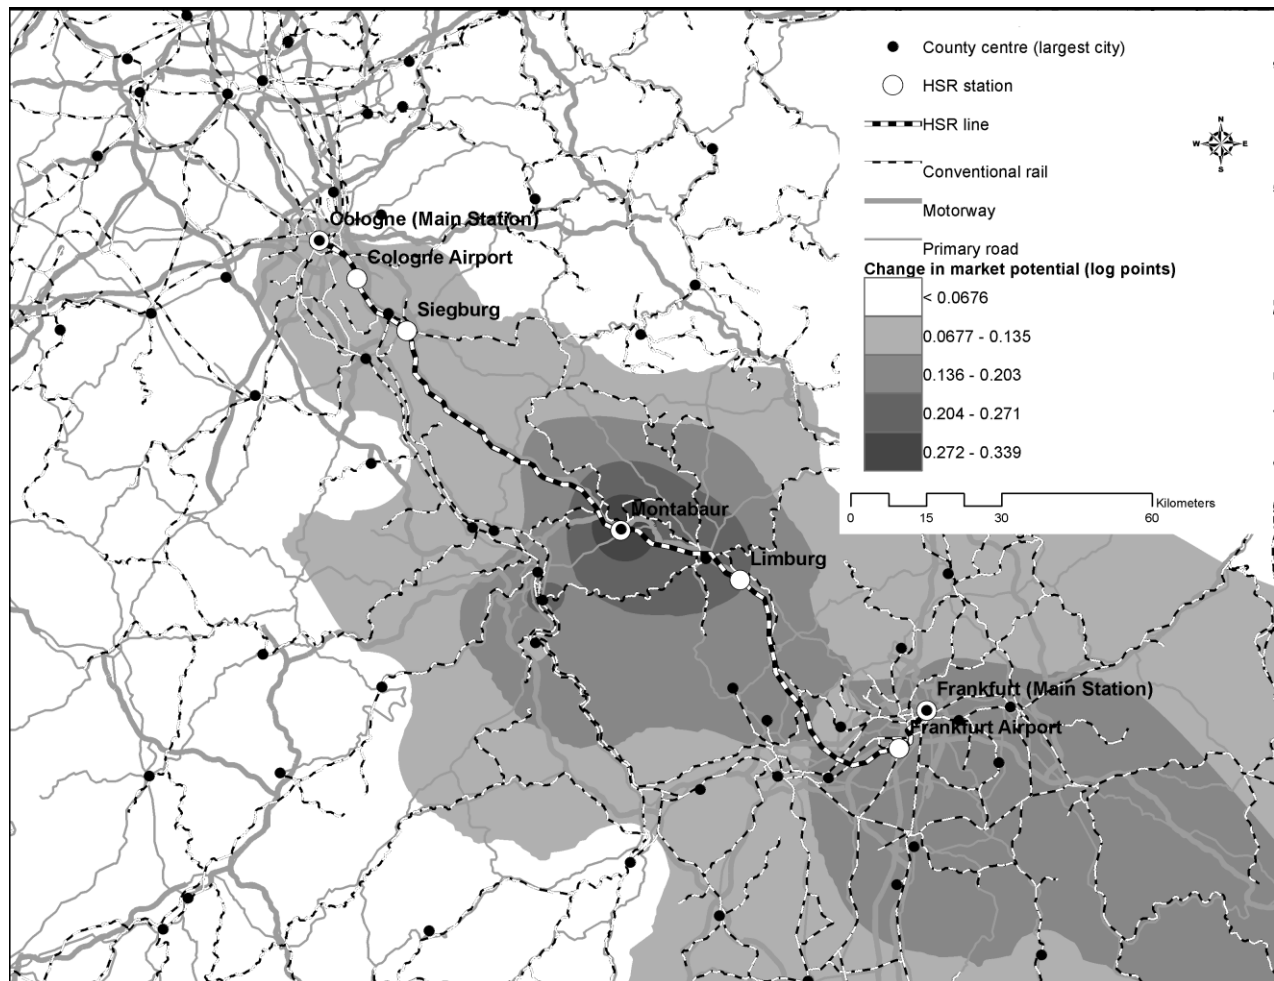 County centre (largest city)
HSR station
HSR line
N
W E
S
Conventional rail
Motorway
Primary road
Change in market potential (log points)
< 0.0676
0.0677 - 0.135
0.136 - 0.203
0.204 - 0.271
0.272 - 0.339
Kilometers
0 15 30 60
Cologne (Main Station)
Cologne Airport
Siegburg
Montabaur
Limburg
Frankfurt (Main Station)
Frankfurt Airport